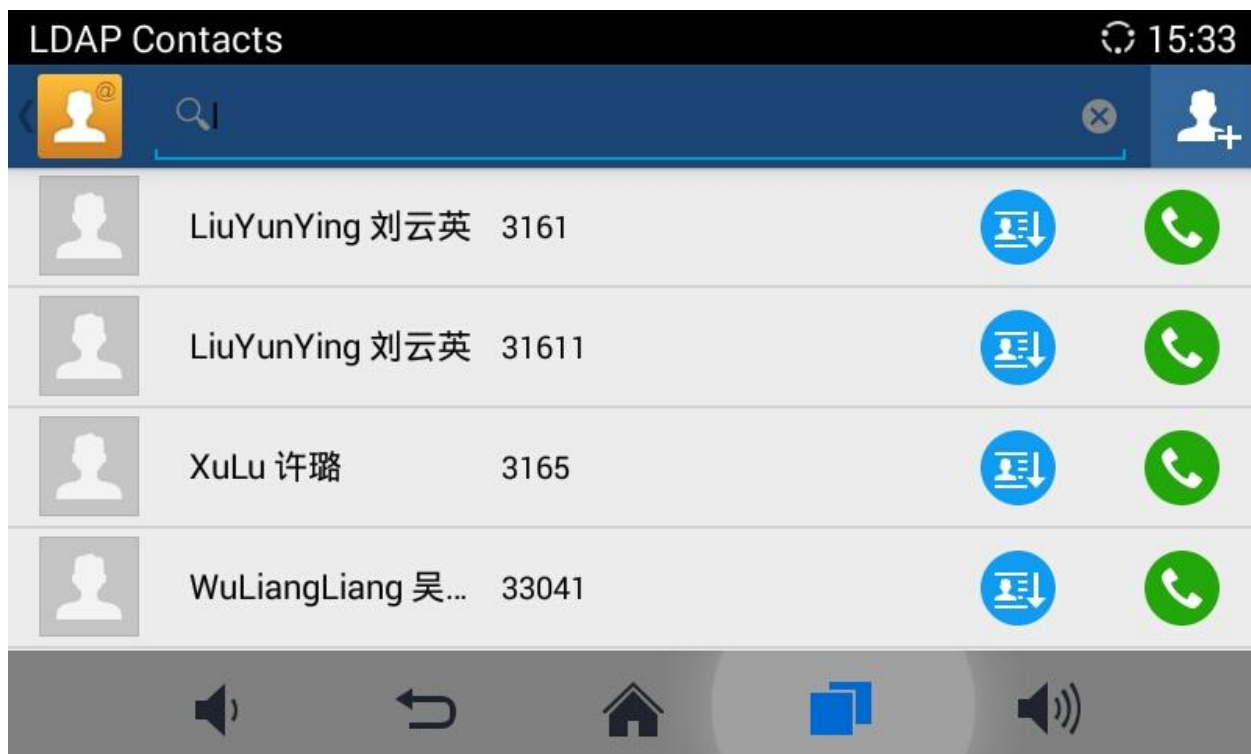 LDAP Contacts 15:33
LiuYunYing 刘云英 3161
LiuYunYing 刘云英 31611
XuLu 许璐 3165
WuLiangLiang 吴... 33041